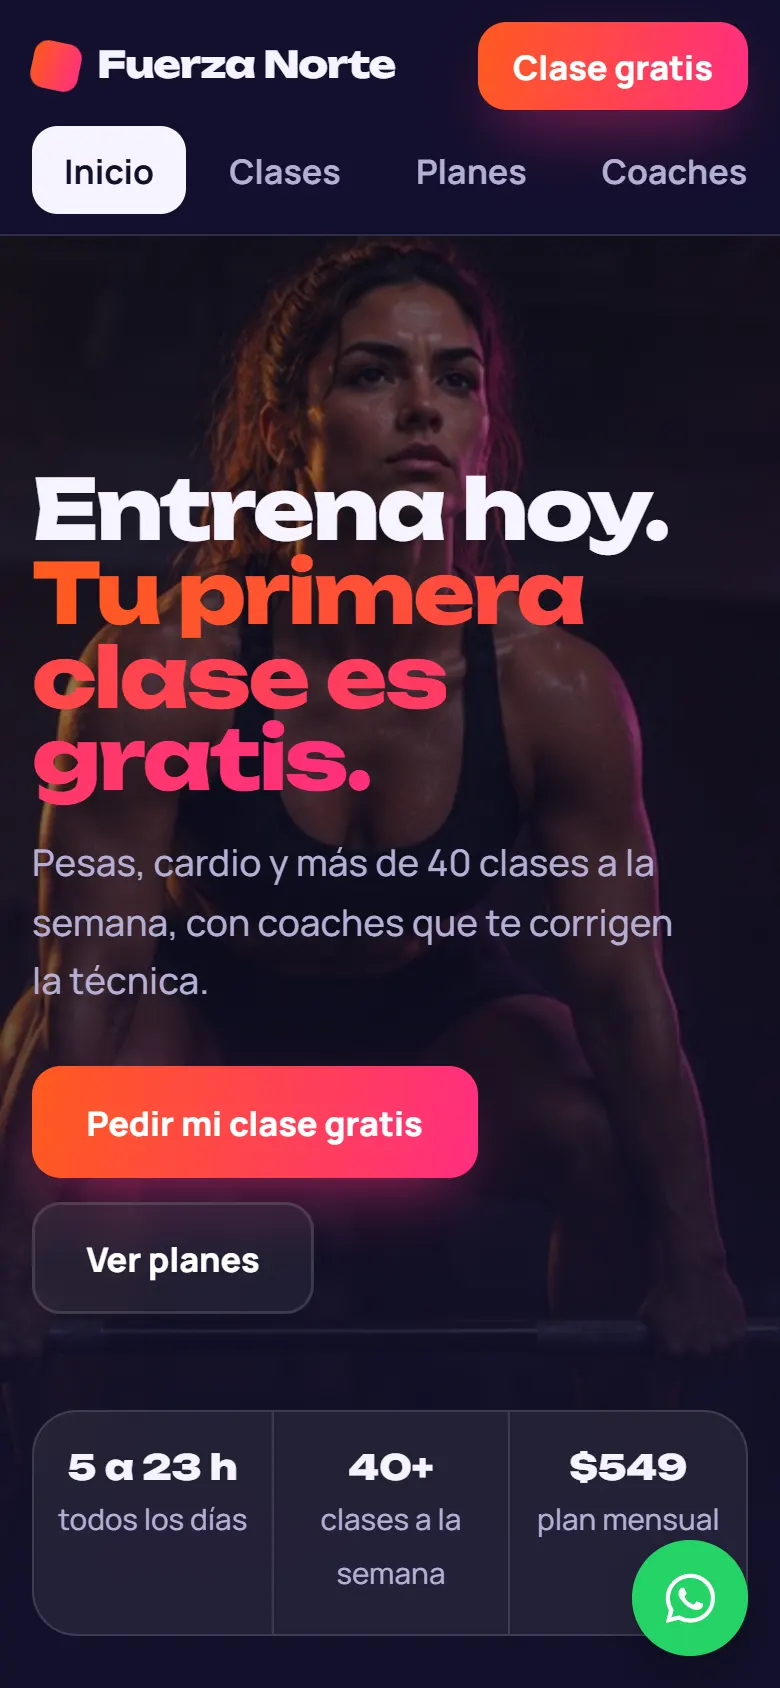 Fuerza Norte
Clase gratis
Inicio
Clases
Planes
Coaches
Entrena hoy.
Tu primera
clase es
gratis.
Pesas, cardio y más de 40 clases a la
semana, con coaches que te corrigen
la técnica.
Pedir mi clase gratis
Ver planes
5 a 23 h
todos los días
40+
clases a la
semana
$549
plan mensual